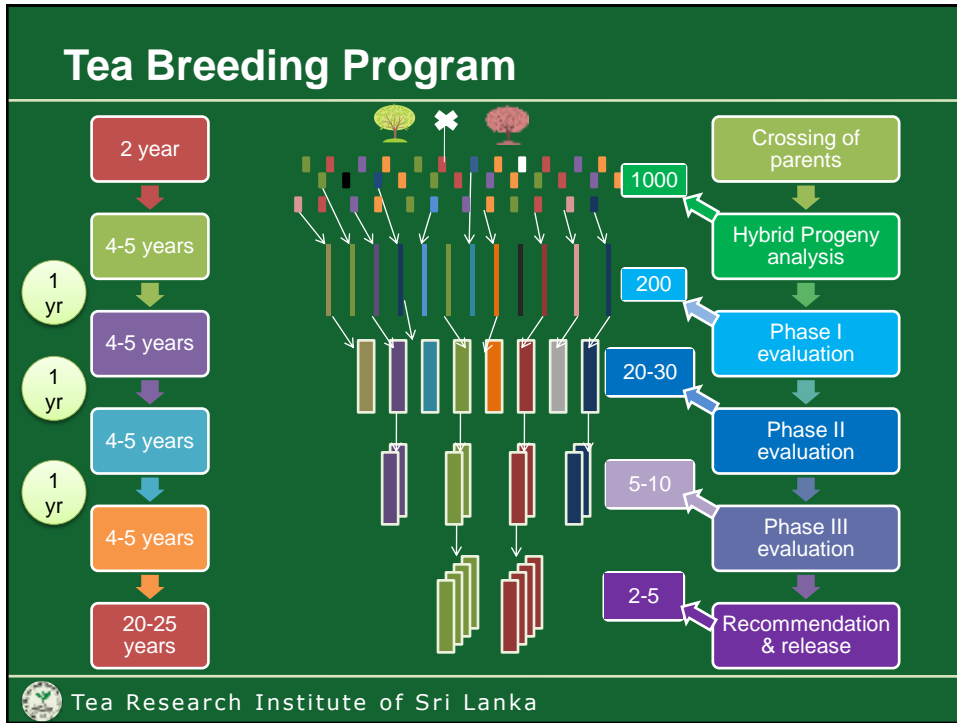 Tea Breeding Program
2 year
4-5 years
1
yr
4-5 years
1
yr
4-5 years
1
yr
4-5 years
20-25
years
1000
200
20-30
5-10
2-5
Crossing of
parents
Hybrid Progeny
analysis
Phase I
evaluation
Phase II
evaluation
Phase III
evaluation
Recommendation
& release
Tea Research Institute of Sri Lanka